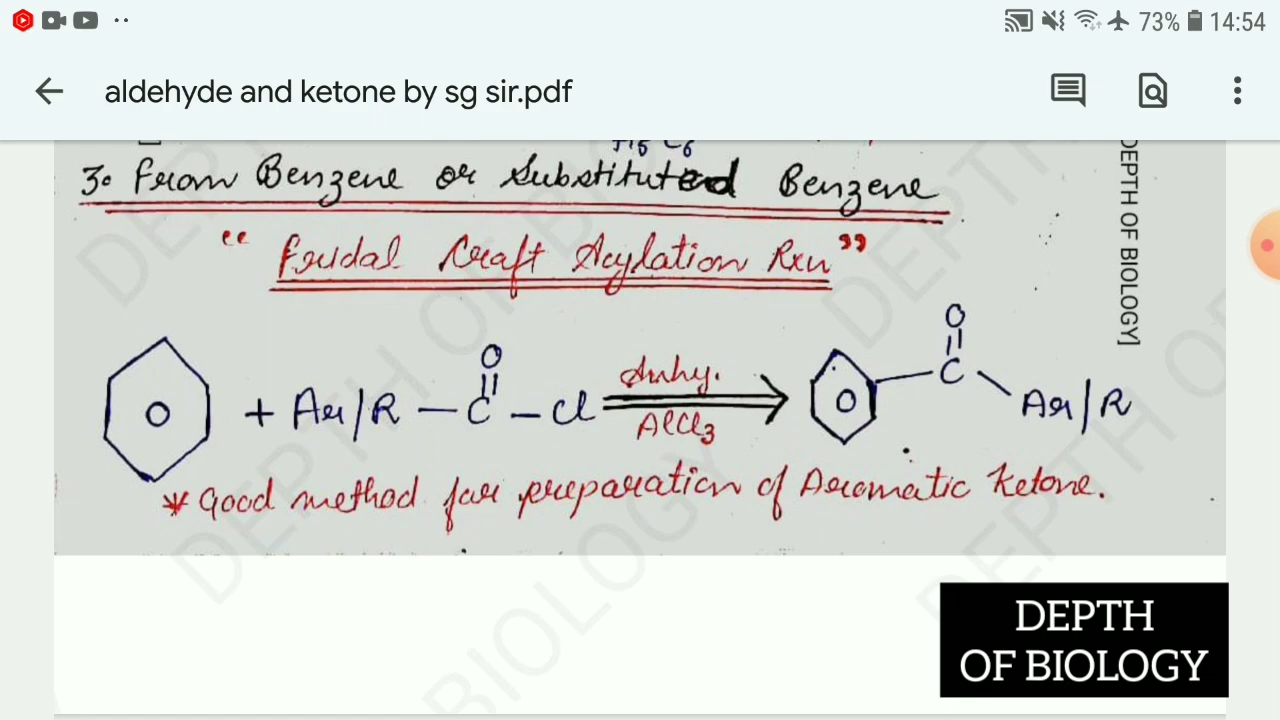 73% 14:54
aldehyde and ketone by sg sir.pdf
3. From Benzene or Substituted Benzene
"Freidal Craft Acylation Rxn"
O
O
+ Ar/R - C - Cl Anhy. AlCl3 C Ar/R
* Good method for preparation of Aromatic Ketone.
DEPTH OF BIOLOGY]
DEPTH
OF BIOLOGY